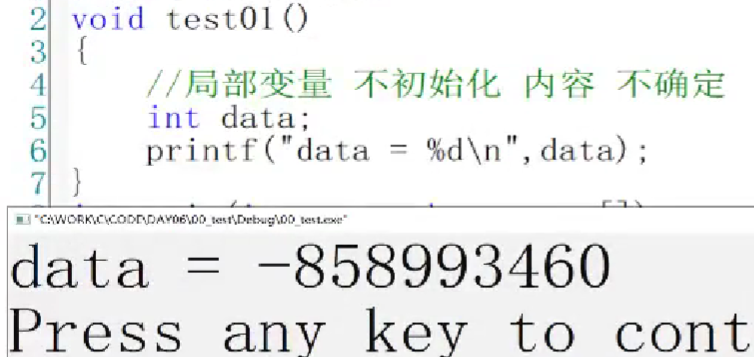 2 void test01()
3 {
4 //局部变量 不初始化 内容 不确定
5 int data;
6 printf("data = %d\n",data);
7 }
"C:\WORK\C\CODE\DAY06\00_test\Debug\00_test.exe"
data = -858993460
Press any key to cont